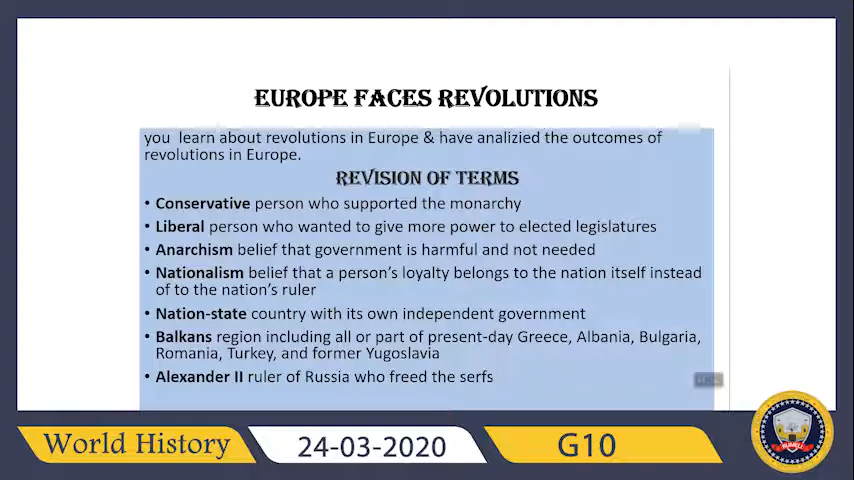 EUROPE FACES REVOLUTIONS
you learn about revolutions in Europe & have analizied the outcomes of
revolutions in Europe.
REVISION OF TERMS
• Conservative person who supported the monarchy
• Liberal person who wanted to give more power to elected legislatures
• Anarchism belief that government is harmful and not needed
• Nationalism belief that a person’s loyalty belongs to the nation itself instead
of to the nation’s ruler
• Nation-state country with its own independent government
• Balkans region including all or part of present-day Greece, Albania, Bulgaria,
Romania, Turkey, and former Yugoslavia
• Alexander II ruler of Russia who freed the serfs
World History
24-03-2020
G10